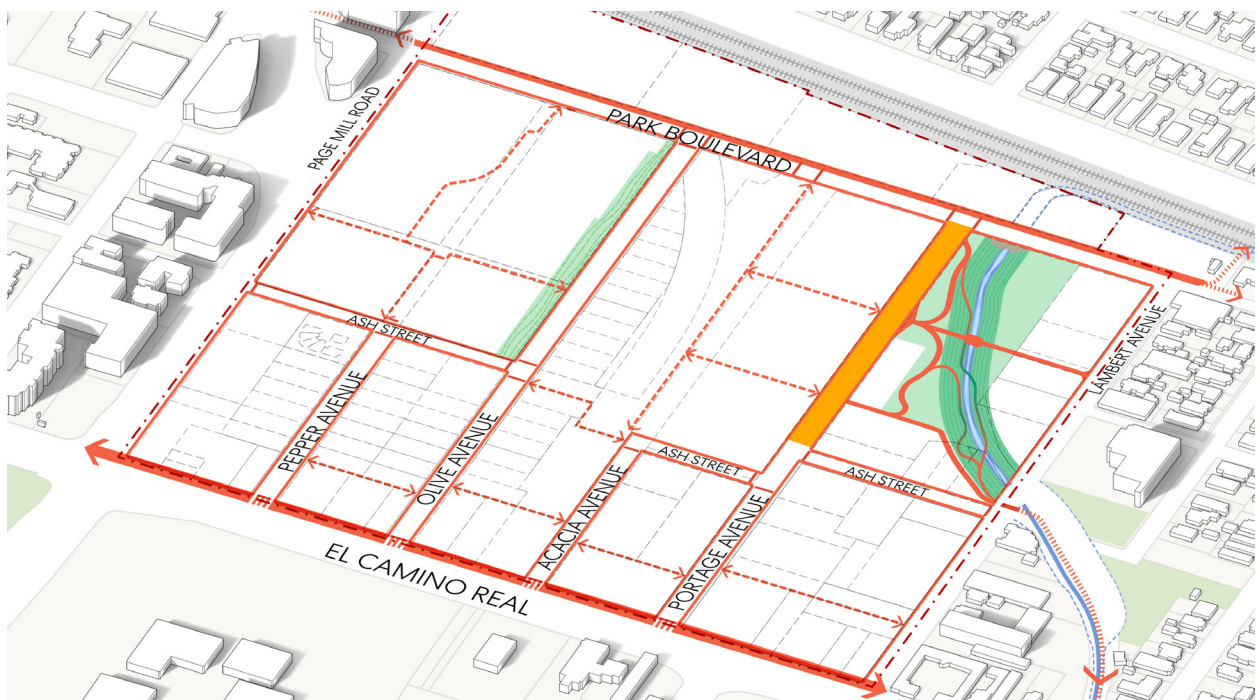 PARK BOULEVARD
PAGE MILL ROAD
LAMBERT AVENUE
ASH STREET
PEPPER AVENUE
OLIVE AVENUE
ASH STREET
ASH STREET
ACACIA AVENUE
PORTAGE AVENUE
EL CAMINO REAL